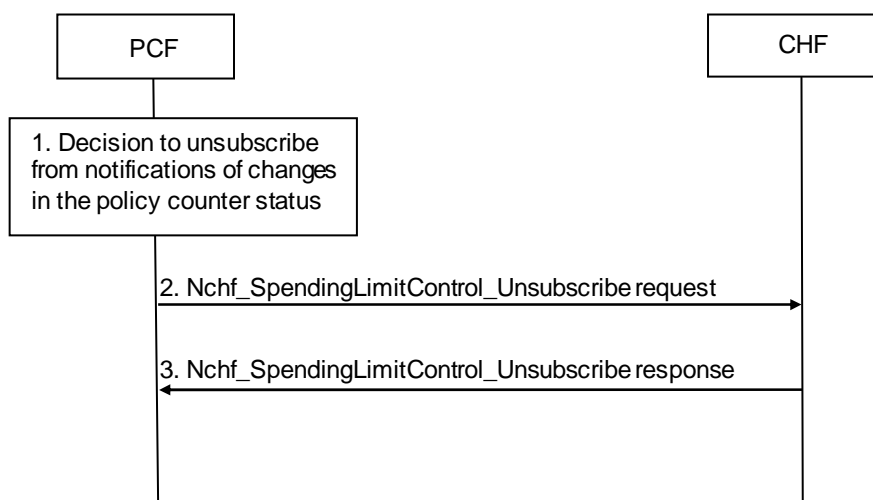 PCF
CHF
1. Decision to unsubscribe
from notifications of changes
in the policy counter status
2. Nchf_SpendingLimitControl_Unsubscribe request
3. Nchf_SpendingLimitControl_Unsubscribe response